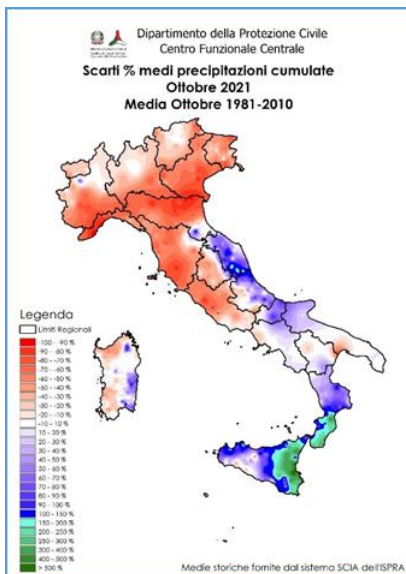 Dipartimento della Protezione Civile
Centro Funzionale Centrale
Scarti % medi precipitazioni cumulate
Ottobre 2021
Media Ottobre 1981-2010
Legenda
Limiti Regionali
-100 - -90 %
-90 - -80 %
-80 - -70 %
-70 - -60 %
-60 - -50 %
-50 - -40 %
-40 - -30 %
-30 - -20 %
-20 - -10 %
-10 - 10 %
10 - 20 %
20 - 30 %
30 - 40 %
40 - 50 %
50 - 60 %
60 - 70 %
70 - 80 %
80 - 90 %
90 - 100 %
100 - 150 %
150 - 200 %
200 - 250 %
250 - 300 %
300 - 400 %
400 - 500 %
> 500 %
Medie storiche fornite dal sistema SCIA dell'ISPRA